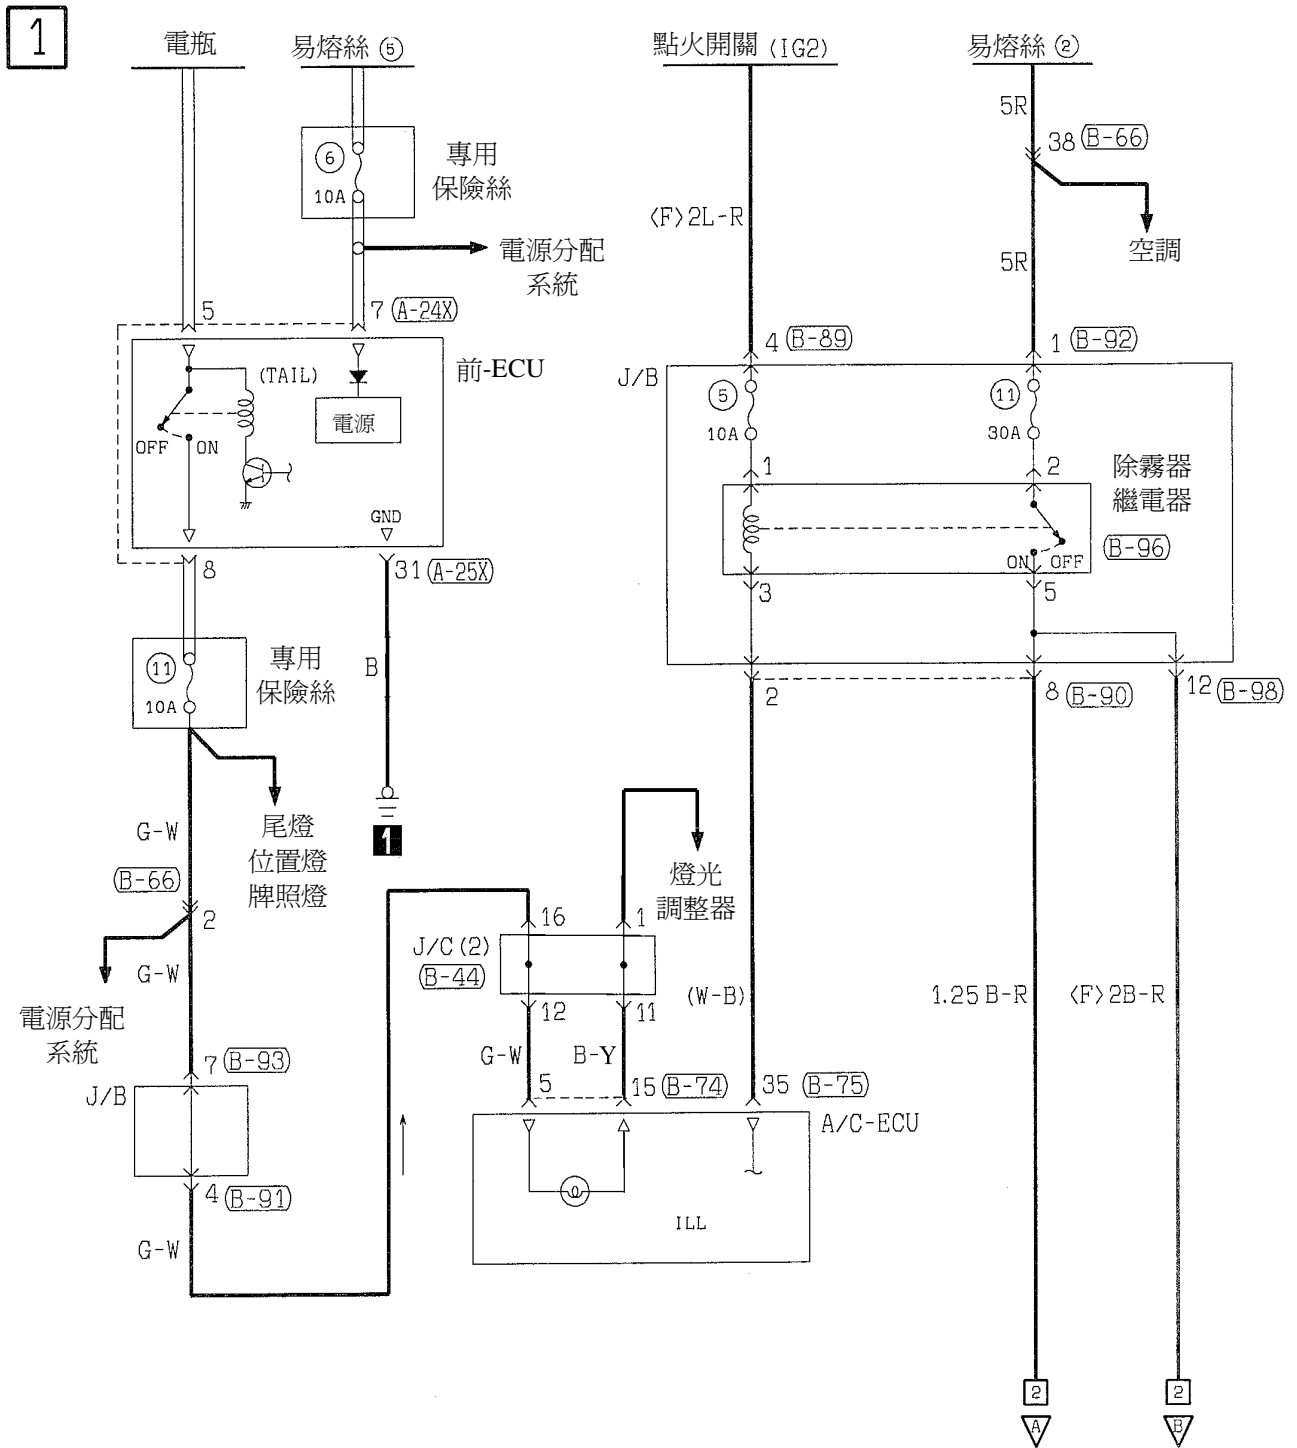 1
電瓶
易熔絲 ⑤
點火開關 (IG2)
易熔絲 ②
5R
38 (B-66)
⑥
10A
專用
保險絲
<F>2L-R
空調
電源分配
系統
5R
5
7 (A-24X)
4 (B-89)
1 (B-92)
前-ECU
(TAIL)
電源
OFF
ON
GND
J/B
⑤
10A
⑪
30A
1
2
除霧器
繼電器
(B-96)
ON
OFF
3
5
8
31 (A-25X)
⑪
10A
專用
保險絲
B
2
8 (B-90)
12 (B-98)
G-W
尾燈
位置燈
牌照燈
1
燈光
調整器
(B-66)
2
16
1
J/C(2)
(B-44)
G-W
(W-B)
1.25B-R
<F>2B-R
電源分配
系統
12
11
G-W
B-Y
7 (B-93)
5
15 (B-74)
35 (B-75)
J/B
A/C-ECU
4 (B-91)
ILL
G-W
2
2
A
B